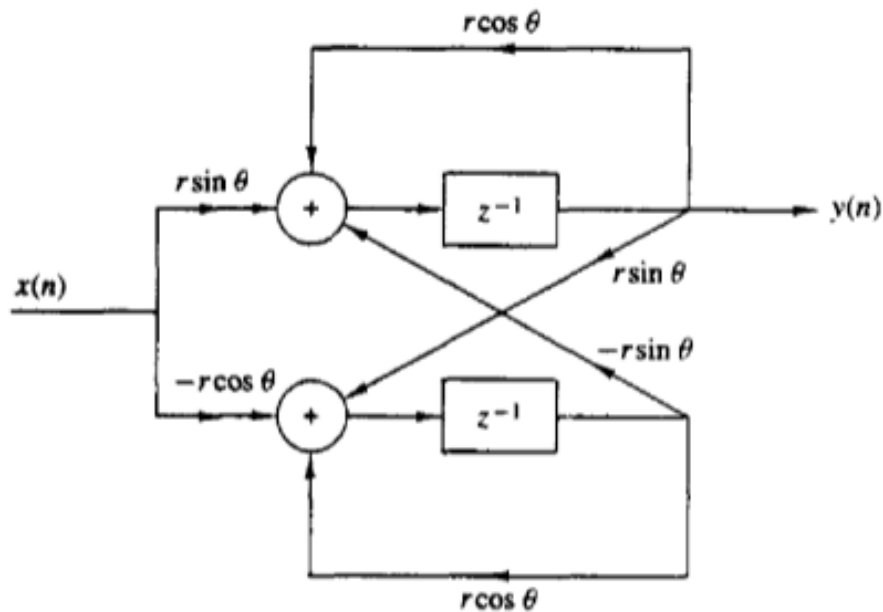 r cos θ
r sin θ
+
z⁻¹
y(n)
r sin θ
x(n)
−r sin θ
−r cos θ
+
z⁻¹
r cos θ